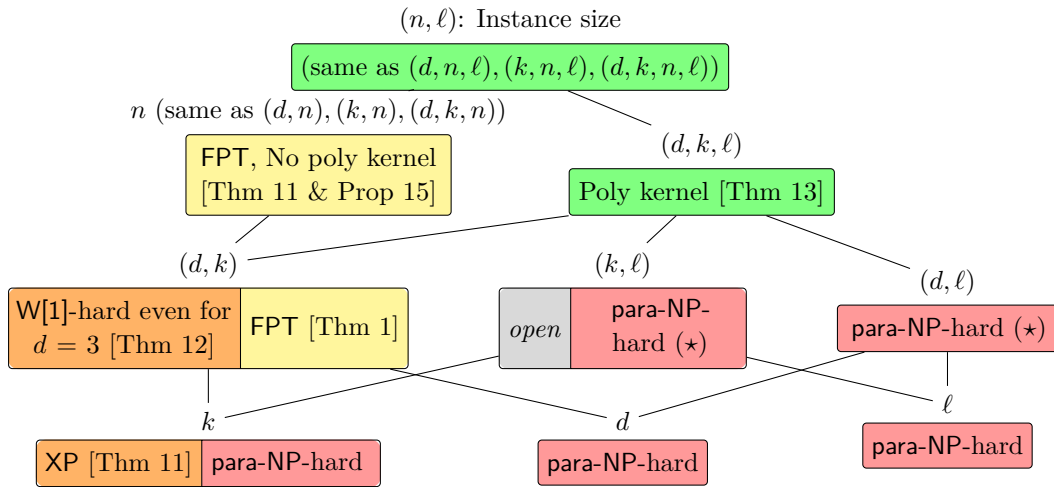 (n, ℓ): Instance size
(same as (d, n, ℓ), (k, n, ℓ), (d, k, n, ℓ))
n (same as (d, n), (k, n), (d, k, n))
FPT, No poly kernel
[Thm 11 & Prop 15]
(d, k, ℓ)
Poly kernel [Thm 13]
(d, k)
W[1]-hard even for
d = 3 [Thm 12]
FPT [Thm 1]
(k, ℓ)
open
para-NP-
hard (⋆)
(d, ℓ)
para-NP-hard (⋆)
k
XP [Thm 11]
para-NP-hard
d
para-NP-hard
ℓ
para-NP-hard